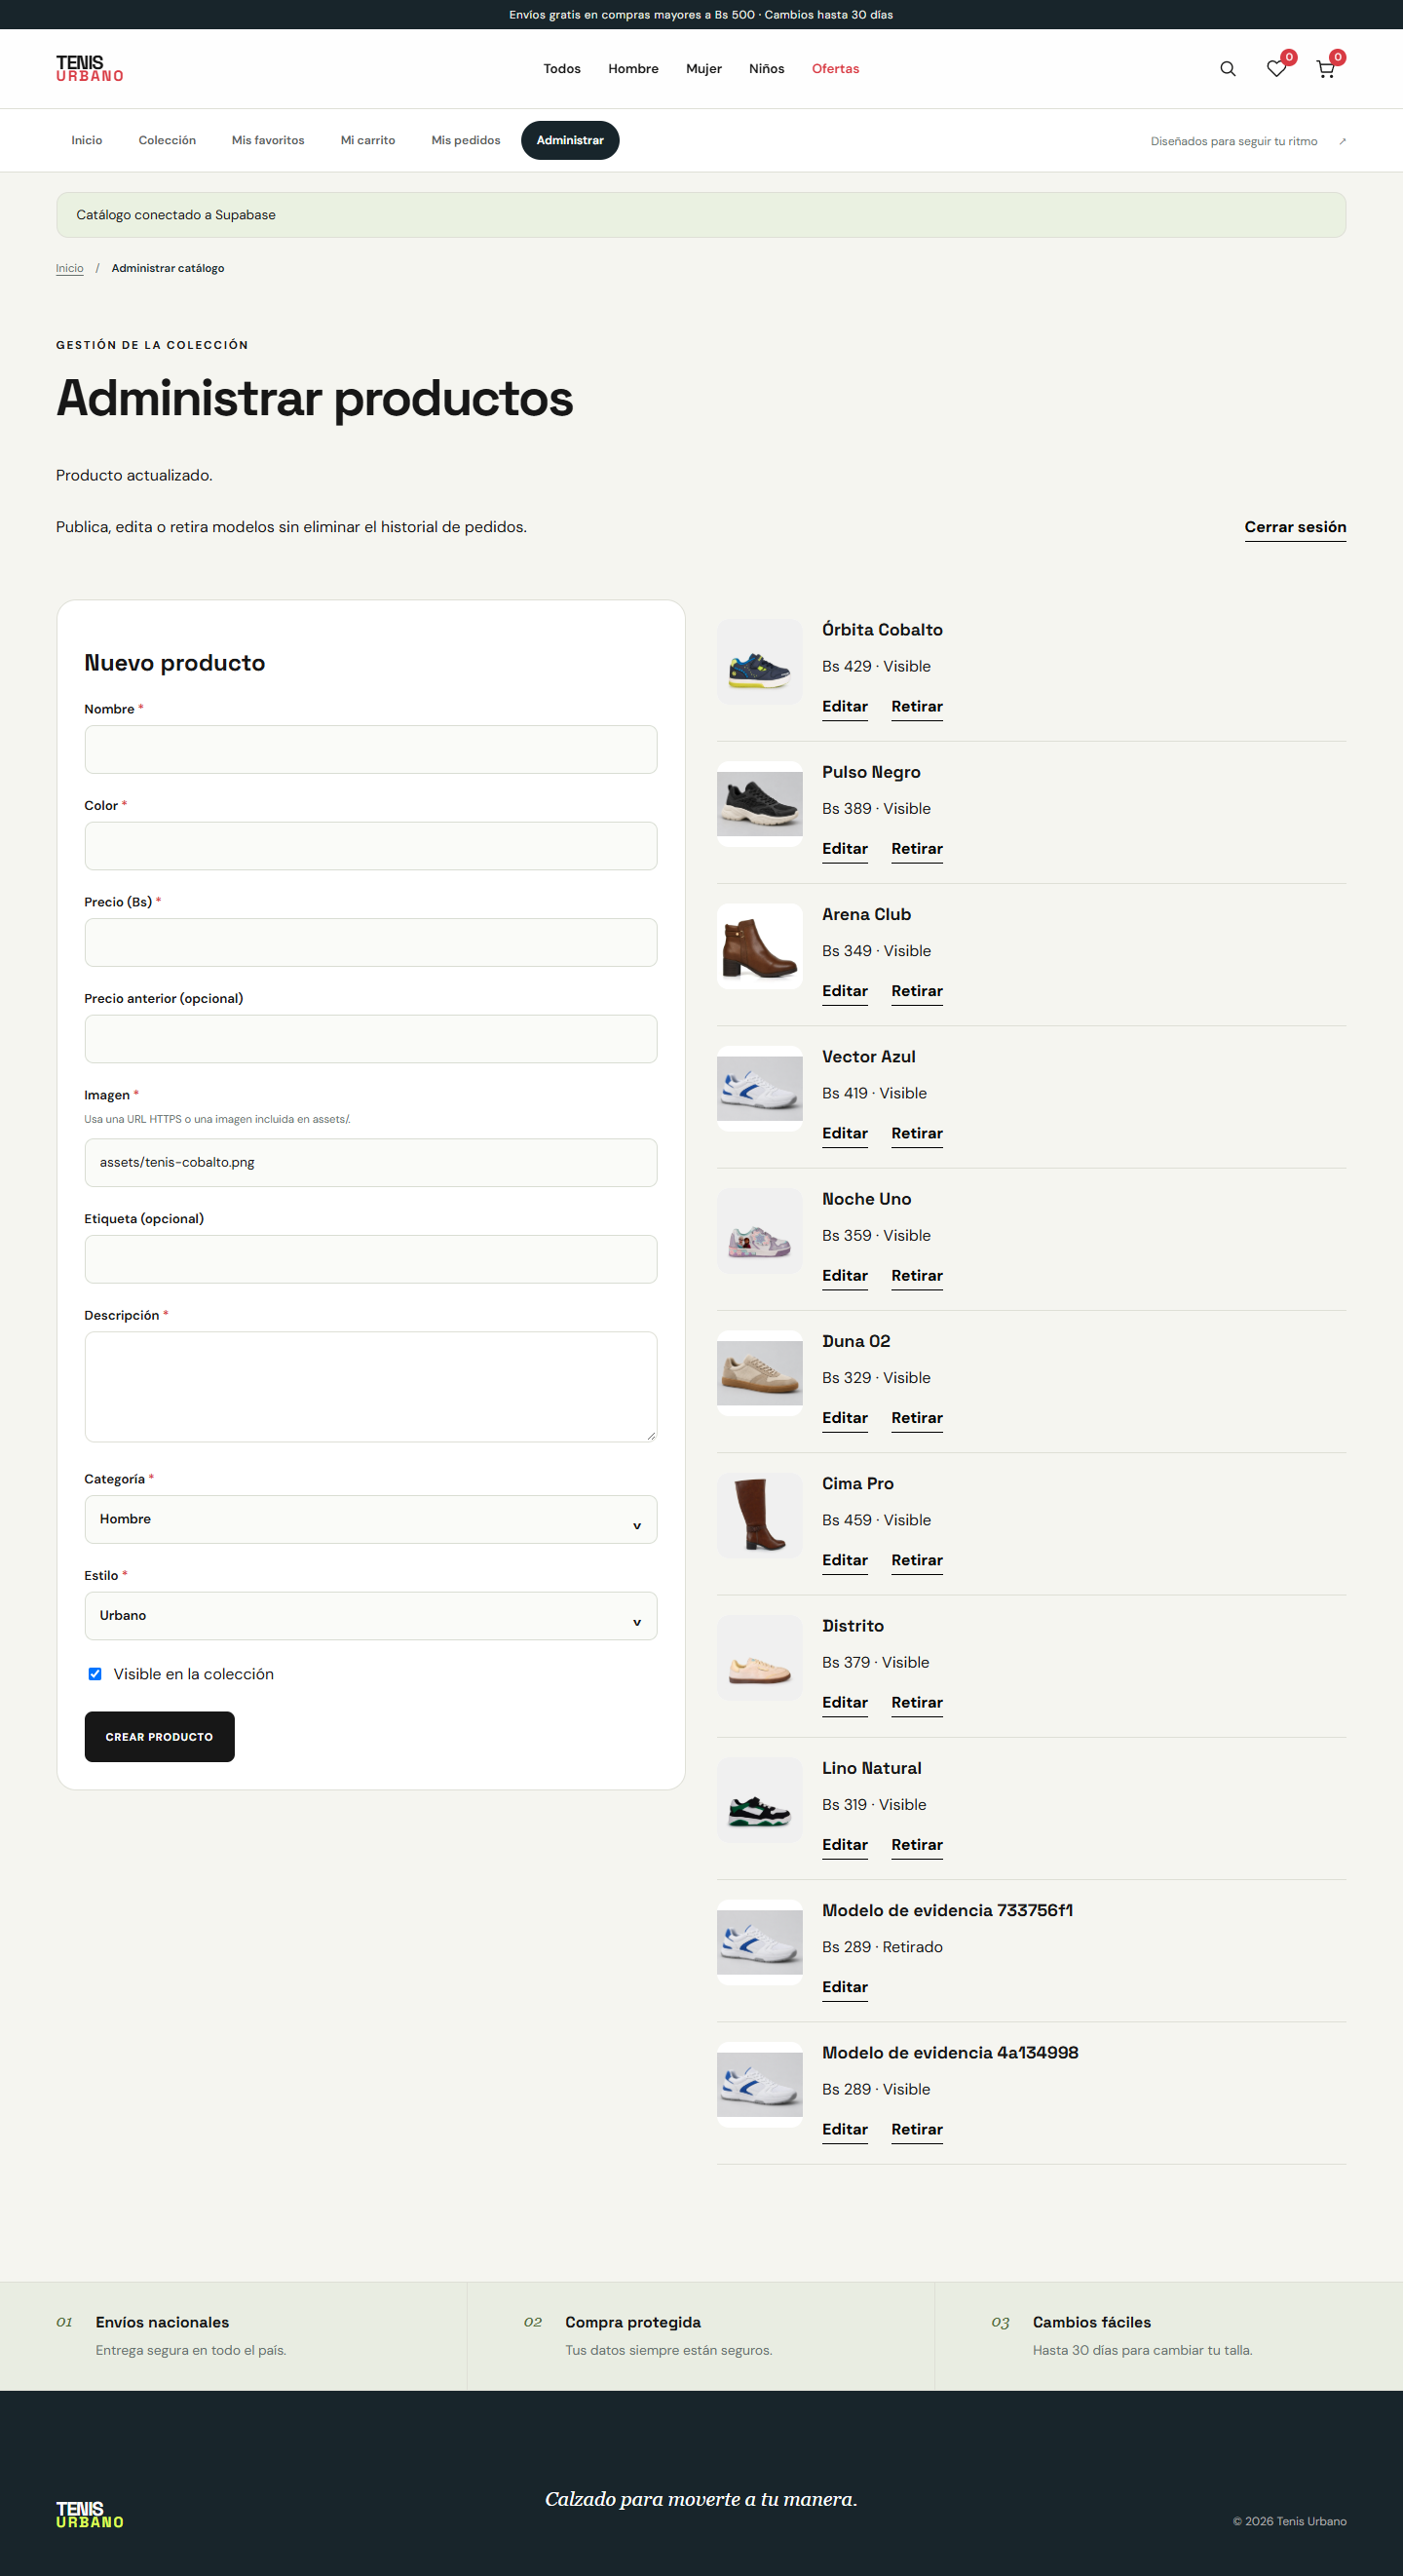 Envíos gratis en compras mayores a Bs 500 · Cambios hasta 30 días
TENIS
URBANO
Todos Hombre Mujer Niños Ofertas
0 0
Inicio Colección Mis favoritos Mi carrito Mis pedidos Administrar
Diseñados para seguir tu ritmo ↗
Catálogo conectado a Supabase
Inicio / Administrar catálogo
GESTIÓN DE LA COLECCIÓN
Administrar productos
Producto actualizado.
Publica, edita o retira modelos sin eliminar el historial de pedidos.
Cerrar sesión
Nuevo producto
Nombre *
Color *
Precio (Bs) *
Precio anterior (opcional)
Imagen *
Usa una URL HTTPS o una imagen incluida en assets/.
assets/tenis-cobalto.png
Etiqueta (opcional)
Descripción *
Categoría *
Hombre
Estilo *
Urbano
Visible en la colección
CREAR PRODUCTO
Órbita Cobalto
Bs 429 · Visible
Editar Retirar
Pulso Negro
Bs 389 · Visible
Editar Retirar
Arena Club
Bs 349 · Visible
Editar Retirar
Vector Azul
Bs 419 · Visible
Editar Retirar
Noche Uno
Bs 359 · Visible
Editar Retirar
Duna 02
Bs 329 · Visible
Editar Retirar
Cima Pro
Bs 459 · Visible
Editar Retirar
Distrito
Bs 379 · Visible
Editar Retirar
Lino Natural
Bs 319 · Visible
Editar Retirar
Modelo de evidencia 733756f1
Bs 289 · Retirado
Editar
Modelo de evidencia 4a134998
Bs 289 · Visible
Editar Retirar
01 Envíos nacionales
Entrega segura en todo el país.
02 Compra protegida
Tus datos siempre están seguros.
03 Cambios fáciles
Hasta 30 días para cambiar tu talla.
TENIS
URBANO
Calzado para moverte a tu manera.
© 2026 Tenis Urbano